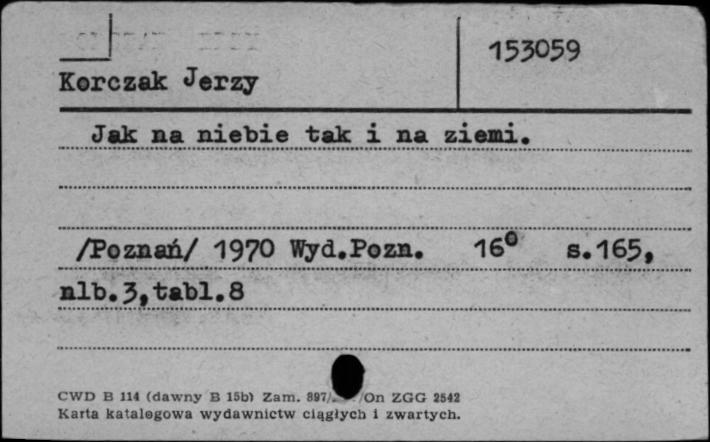 153059
Korczak Jerzy
Jak na niebie tak i na ziemi.
/Poznań/ 1970 Wyd.Pozn. 16° s.165,
nlb.3,tabl.8
CWD B 114 (dawny B 15b) Zam. 897/ /On ZGG 2542
Karta katalogowa wydawnictw ciągłych i zwartych.